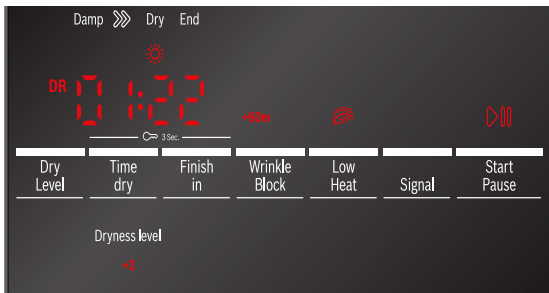 Damp Dry End
DR 01:22
+60m
3 Sec.
Dry Level
Time dry
Finish in
Wrinkle Block
Low Heat
Signal
Start Pause
Dryness level
+3